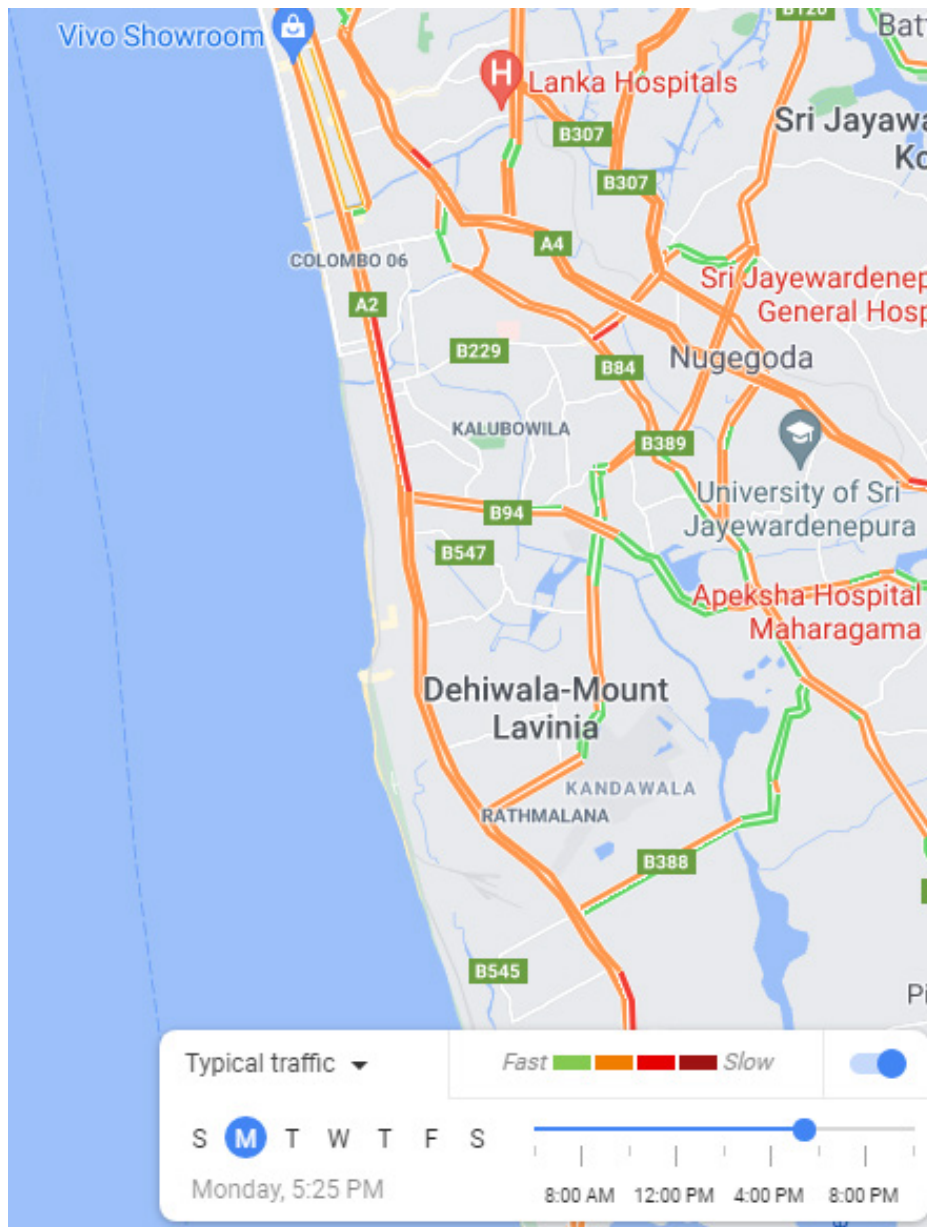 B120
Vivo Showroom
Batt
Lanka Hospitals
Sri Jayawa
Ko
B307
B307
A4
COLOMBO 06
Sri Jayewardenep
General Hosp
A2
B229
Nugegoda
B84
KALUBOWILA
B389
University of Sri
Jayewardenepura
B94
B547
Apeksha Hospital
Maharagama
Dehiwala-Mount
Lavinia
KANDAWALA
RATHMALANA
B388
B545
Pi
Typical traffic
Fast
Slow
S M T W T F S
Monday, 5:25 PM
8:00 AM 12:00 PM 4:00 PM 8:00 PM